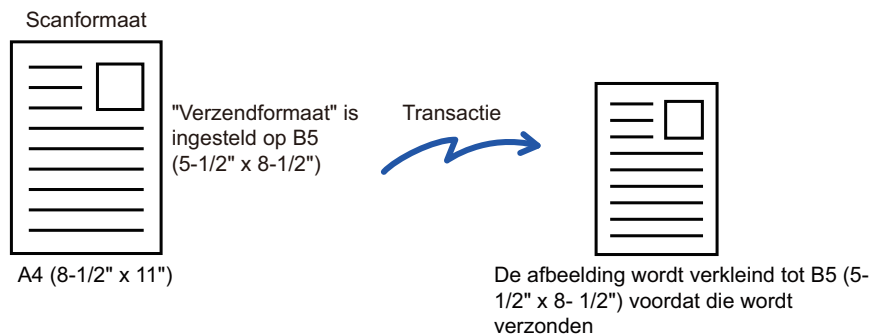 Scanformaat
"Verzendformaat" is
ingesteld op B5
(5-1/2" x 8-1/2")
Transactie
A4 (8-1/2" x 11")
De afbeelding wordt verkleind tot B5 (5-
1/2" x 8- 1/2") voordat die wordt
verzonden